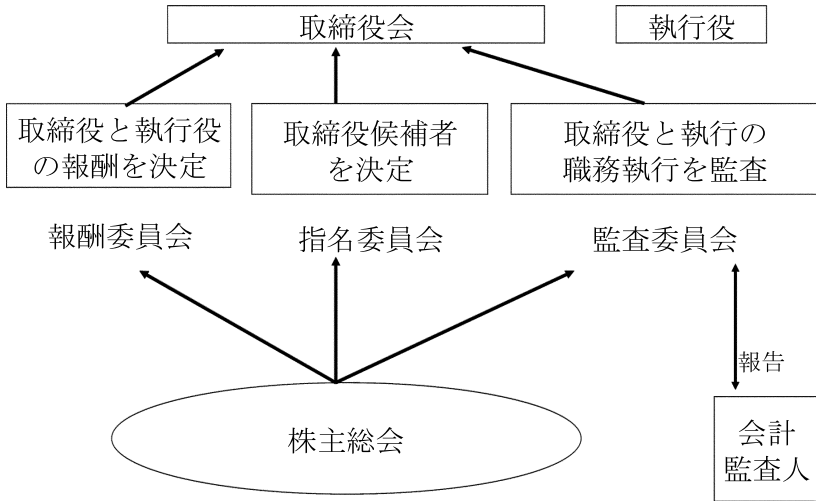 取締役会
執行役
取締役と執行役
の報酬を決定
取締役候補者
を決定
取締役と執行の
職務執行を監査
報酬委員会
指名委員会
監査委員会
報告
株主総会
会計
監査人